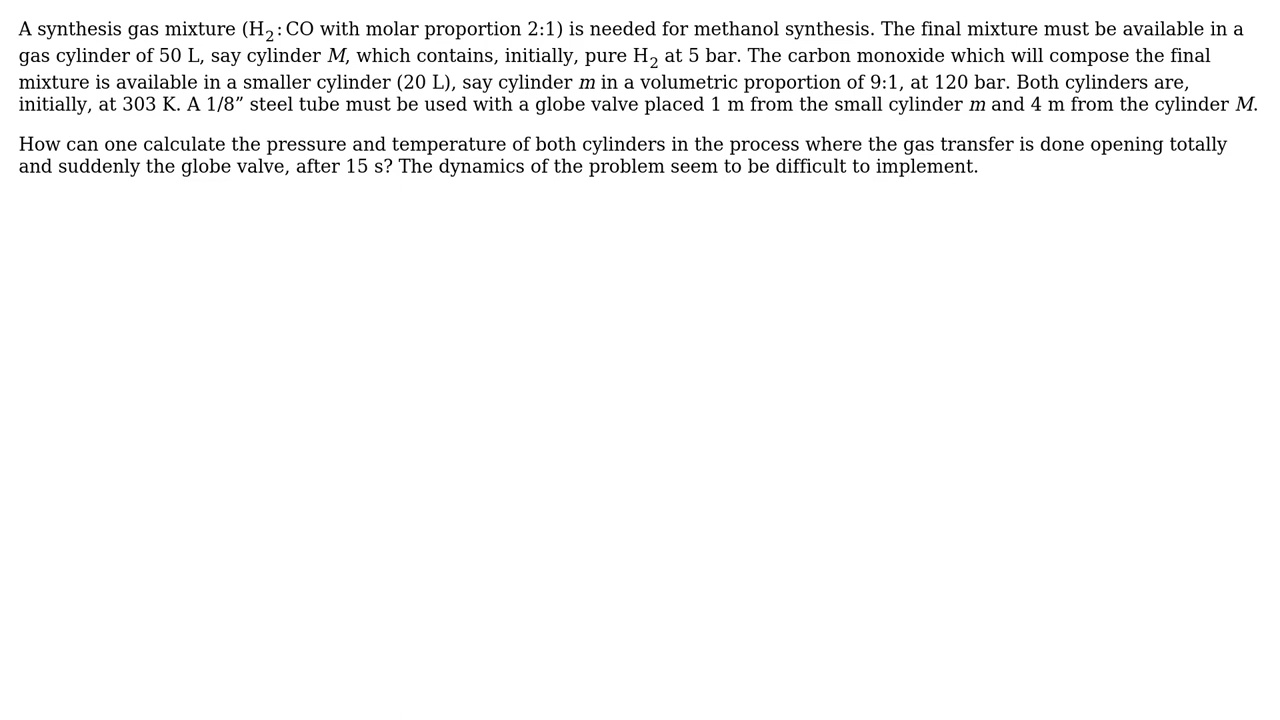 A synthesis gas mixture (H₂ : CO with molar proportion 2:1) is needed for methanol synthesis. The final mixture must be available in a
gas cylinder of 50 L, say cylinder M, which contains, initially, pure H₂ at 5 bar. The carbon monoxide which will compose the final
mixture is available in a smaller cylinder (20 L), say cylinder m in a volumetric proportion of 9:1, at 120 bar. Both cylinders are,
initially, at 303 K. A 1/8” steel tube must be used with a globe valve placed 1 m from the small cylinder m and 4 m from the cylinder M.
How can one calculate the pressure and temperature of both cylinders in the process where the gas transfer is done opening totally
and suddenly the globe valve, after 15 s? The dynamics of the problem seem to be difficult to implement.